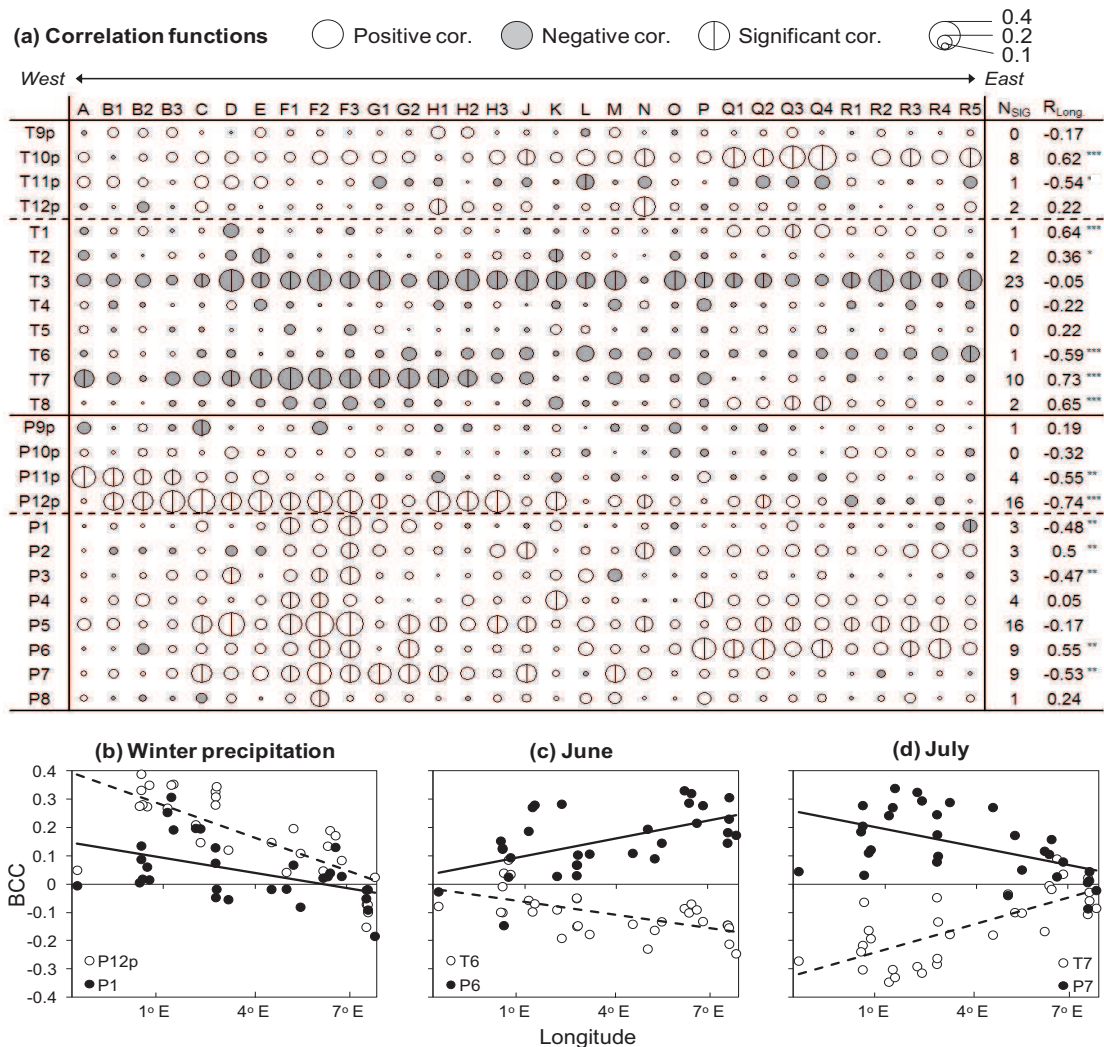 (a) Correlation functions Positive cor. Negative cor. Significant cor. 0.4
0.2
0.1
West East
A B1 B2 B3 C D E F1 F2 F3 G1 G2 H1 H2 H3 J K L M N O P Q1 Q2 Q3 Q4 R1 R2 R3 R4 R5 NSIG RLong.
T9p 0 -0.17
T10p 8 0.62 ***
T11p 1 -0.54 *
T12p 2 0.22
T1 1 0.64 ***
T2 2 0.36 *
T3 23 -0.05
T4 0 -0.22
T5 0 0.22
T6 1 -0.59 ***
T7 10 0.73 ***
T8 2 0.65 ***
P9p 1 0.19
P10p 0 -0.32
P11p 4 -0.55 **
P12p 16 -0.74 ***
P1 3 -0.48 **
P2 3 0.5 **
P3 3 -0.47 **
P4 4 0.05
P5 16 -0.17
P6 9 0.55 **
P7 9 -0.53 **
P8 1 0.24
(b) Winter precipitation (c) June (d) July
0.4
0.3
0.2
0.1
0
-0.1
-0.2
-0.3
-0.4
BCC
P12p
P1
T6
P6
T7
P7
1° E 4° E 7° E 1° E 4° E 7° E 1° E 4° E 7° E
Longitude